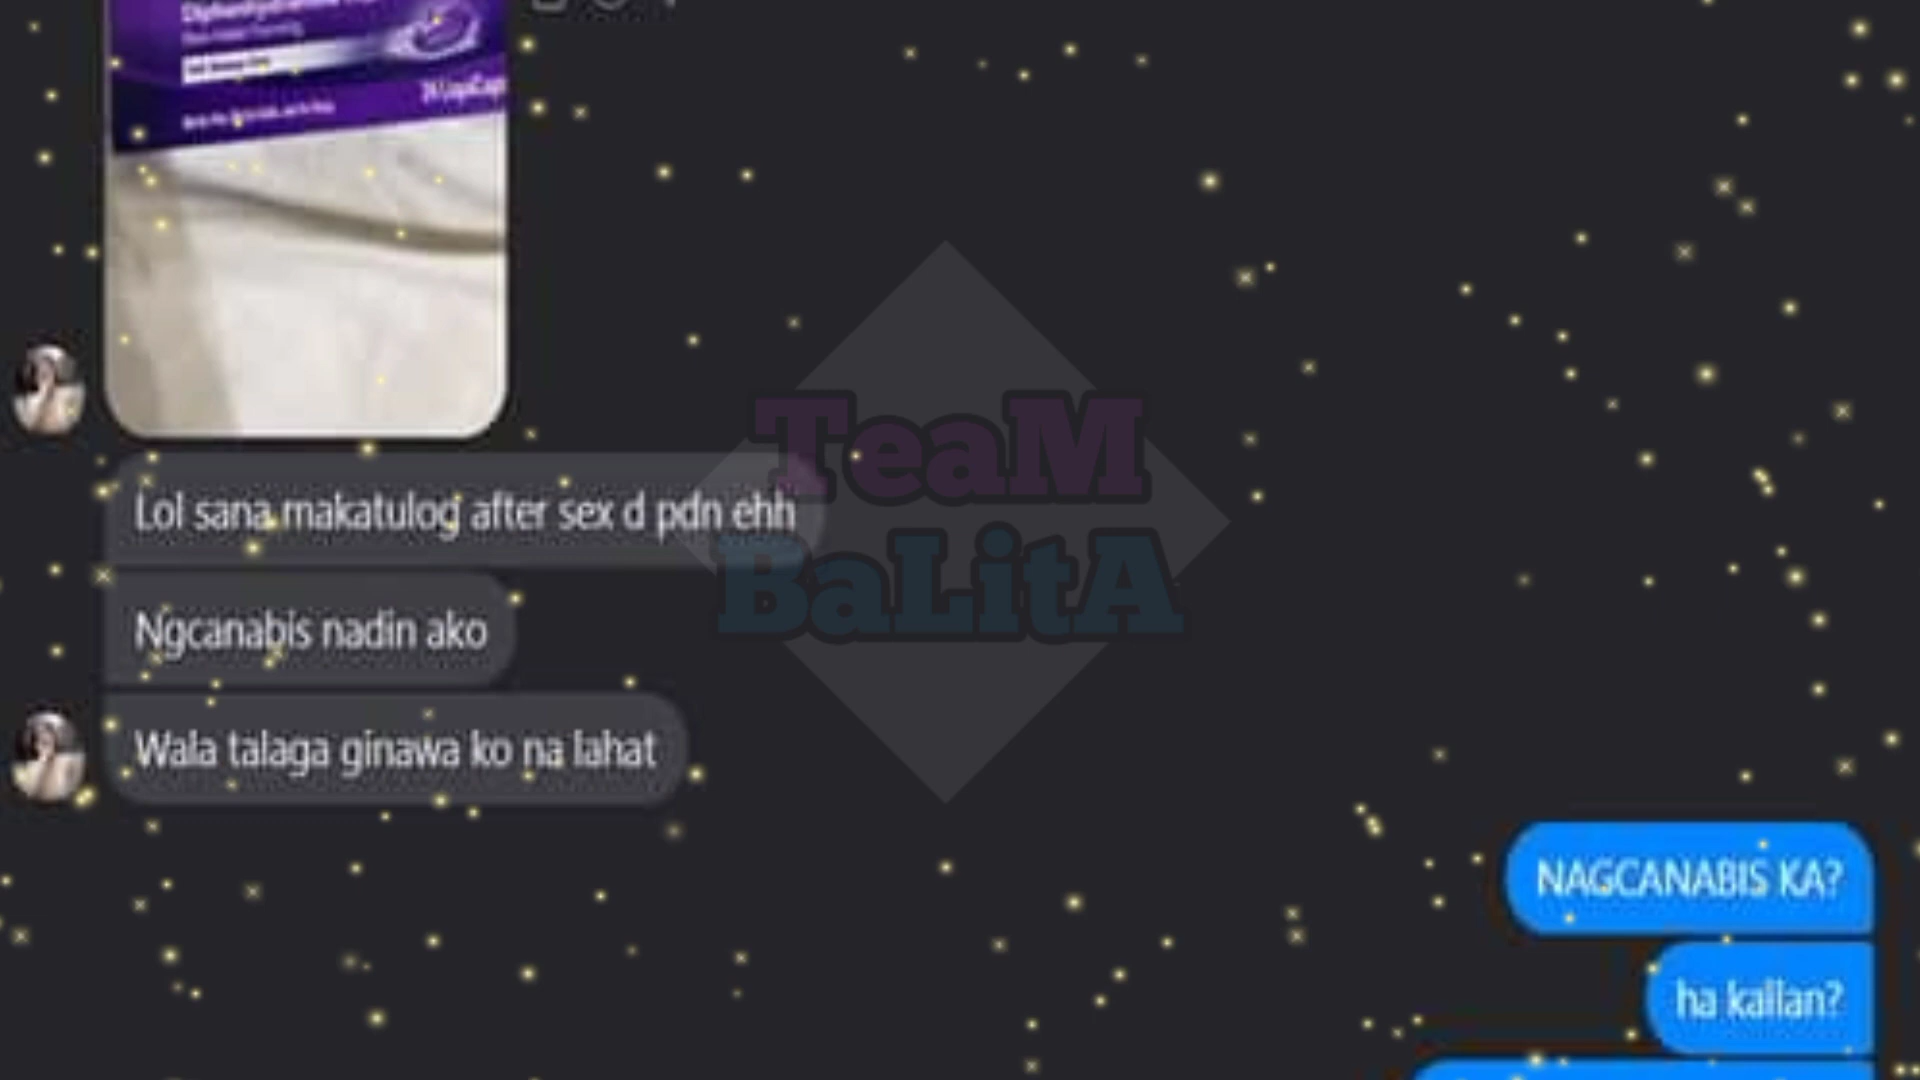 Lol sana makatulog after sex d pdn ehh
Ngcanabis nadin ako
Wala talaga ginawa ko na lahat
TeaM
BaLitA
NAGCANABIS KA?
ha kailan?